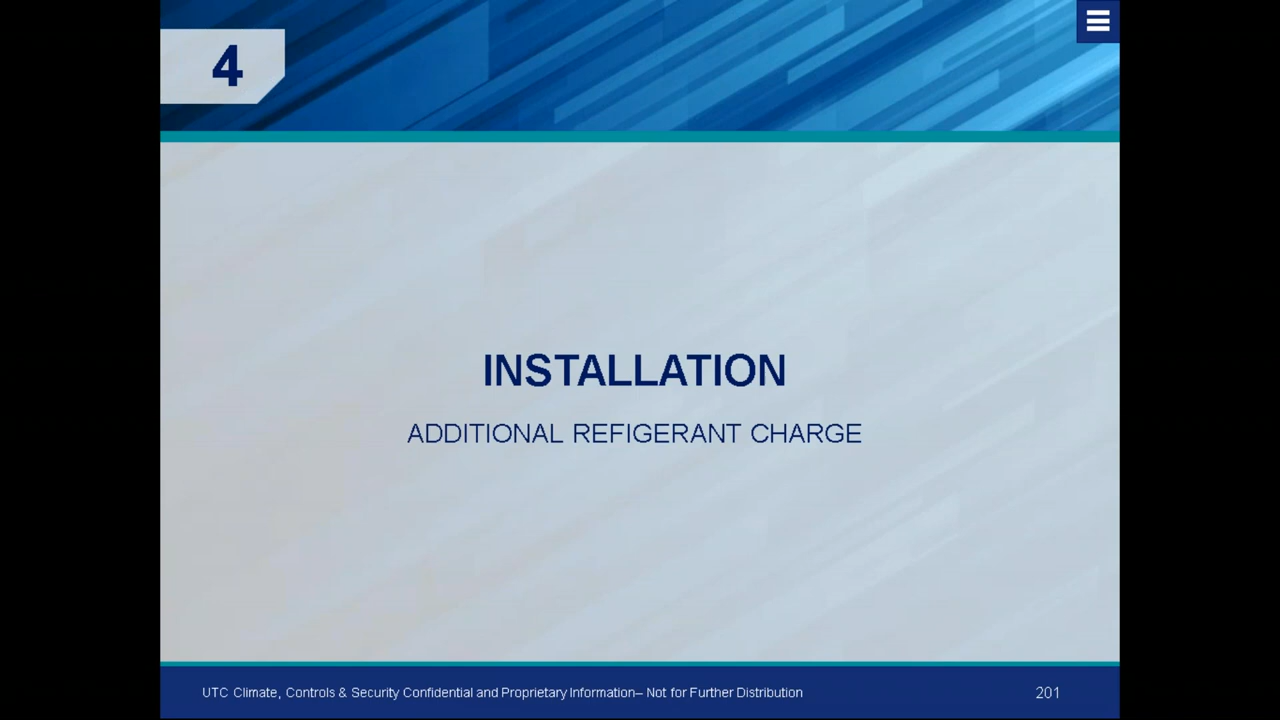 4
INSTALLATION
ADDITIONAL REFIGERANT CHARGE
UTC Climate, Controls & Security Confidential and Proprietary Information– Not for Further Distribution
201